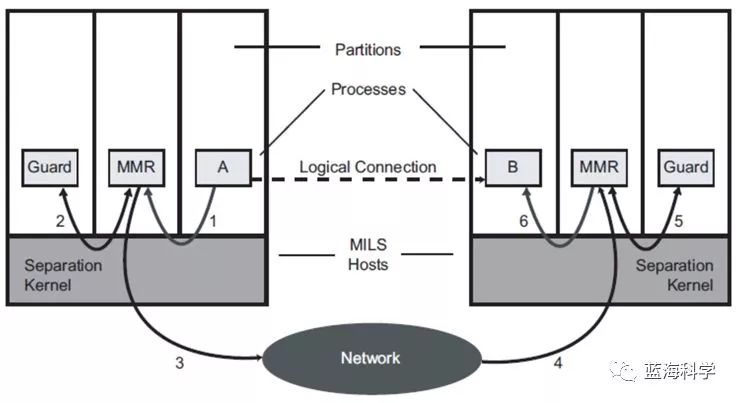 Partitions
Processes
Guard
MMR
A
Logical Connection
B
MMR
Guard
2
1
6
5
Separation
Kernel
MILS
Hosts
Separation
Kernel
3
Network
4
蓝海科学